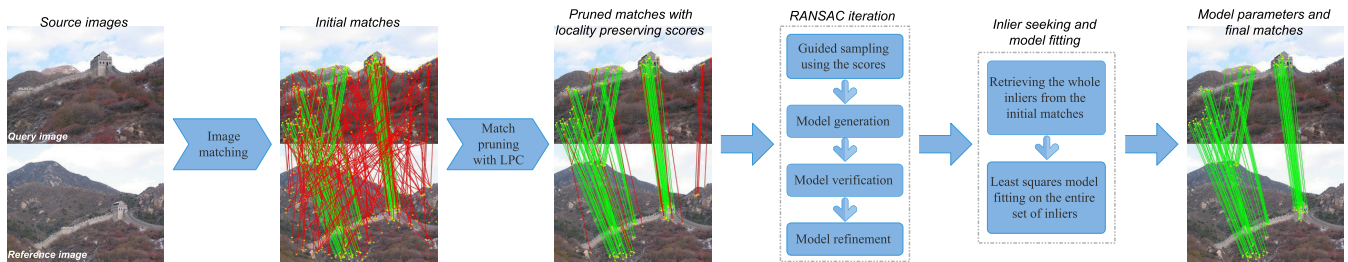 Source images
Query image
Reference image
Image
matching
Initial matches
Match
pruning
with LPC
Pruned matches with
locality preserving scores
RANSAC iteration
Guided sampling
using the scores
Model generation
Model verification
Model refinement
Inlier seeking and
model fitting
Retrieving the whole
inliers from the
initial matches
Least squares model
fitting on the entire
set of inliers
Model parameters and
final matches